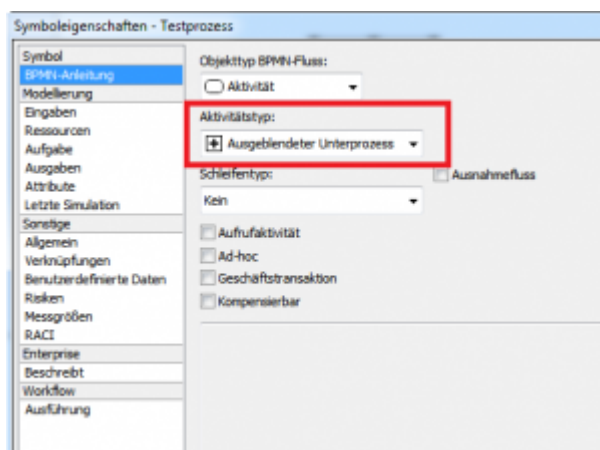 Symboleigenschaften - Testprozess
Symbol
BPMN-Anleitung
Modellierung
Eingaben
Ressourcen
Aufgabe
Ausgaben
Attribute
Letzte Simulation
Sonstige
Allgemein
Verknüpfungen
Benutzerdefinierte Daten
Risiken
Messgrößen
RACI
Enterprise
Beschreibt
Workflow
Ausführung
Objekttyp BPMN-Fluss:
Aktivität
Aktivitätstyp:
Ausgeblendeter Unterprozess
Schleifentyp:
Ausnahmefluss
Kein
Aufrufaktivität
Ad-hoc
Geschäftstransaktion
Kompensierbar